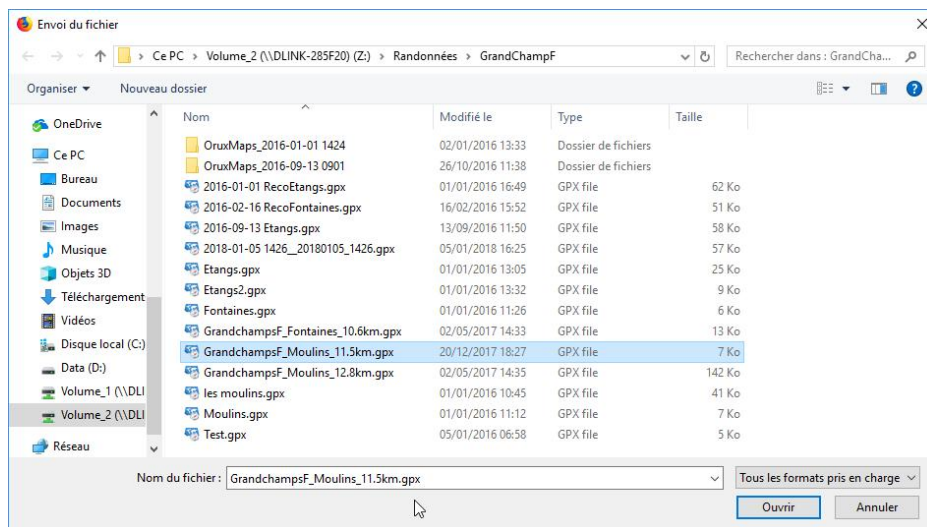 Envoi du fichier
Ce PC > Volume_2 (\\DLINK-285F20) (Z:) > Randonnées > GrandChampF
Rechercher dans : GrandCha...
Organiser Nouveau dossier
OneDrive
Ce PC
Bureau
Documents
Images
Musique
Objets 3D
Téléchargement
Vidéos
Disque local (C:)
Data (D:)
Volume_1 (\\DLI
Volume_2 (\\DLI
Réseau
Nom Modifié le Type Taille
OruxMaps_2016-01-01 1424 02/01/2016 13:33 Dossier de fichiers
OruxMaps_2016-09-13 0901 26/10/2016 11:38 Dossier de fichiers
2016-01-01 RecoEtangs.gpx 01/01/2016 16:49 GPX file 62 Ko
2016-02-16 RecoFontaines.gpx 16/02/2016 15:52 GPX file 51 Ko
2016-09-13 Etangs.gpx 13/09/2016 11:50 GPX file 58 Ko
2018-01-05 1426__20180105_1426.gpx 05/01/2018 16:25 GPX file 57 Ko
Etangs.gpx 01/01/2016 13:05 GPX file 25 Ko
Etangs2.gpx 01/01/2016 13:32 GPX file 9 Ko
Fontaines.gpx 01/01/2016 11:26 GPX file 6 Ko
GrandchampsF_Fontaines_10.6km.gpx 02/05/2017 14:33 GPX file 13 Ko
GrandchampsF_Moulins_11.5km.gpx 20/12/2017 18:27 GPX file 7 Ko
GrandchampsF_Moulins_12.8km.gpx 02/05/2017 14:35 GPX file 142 Ko
les moulins.gpx 01/01/2016 10:45 GPX file 41 Ko
Moulins.gpx 01/01/2016 11:12 GPX file 7 Ko
Test.gpx 05/01/2016 06:58 GPX file 5 Ko
Nom du fichier : GrandchampsF_Moulins_11.5km.gpx Tous les formats pris en charge
Ouvrir Annuler